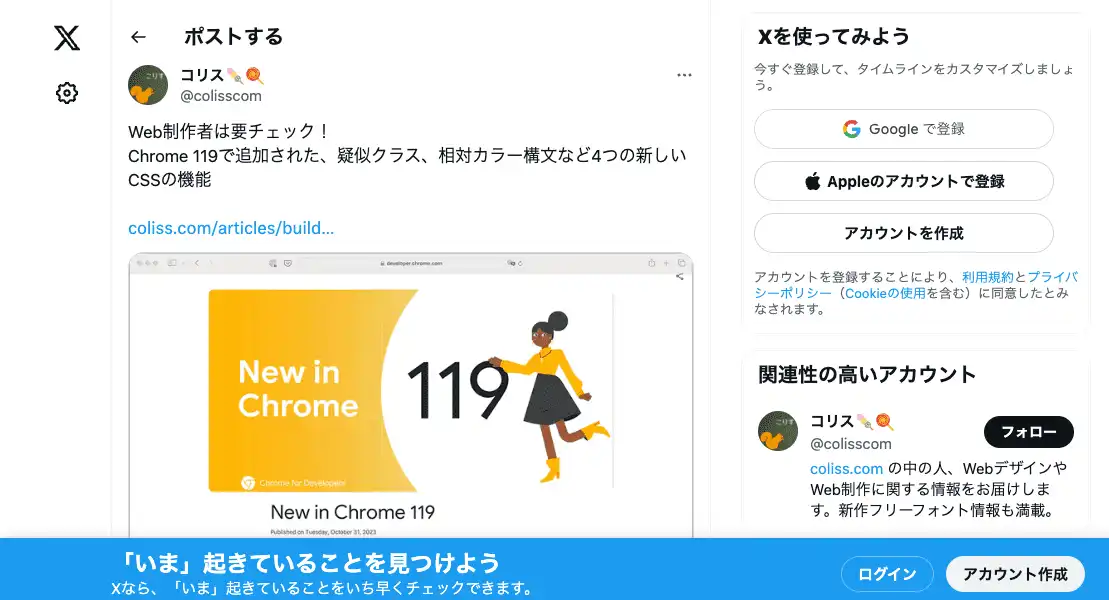 ポストする
コリス
@colisscom
Web制作者は要チェック！
Chrome 119で追加された、疑似クラス、相対カラー構文など4つの新しい
CSSの機能
coliss.com/articles/build…
developer.chrome.com
New in
Chrome
119
Chrome for Developers
New in Chrome 119
Published on Tuesday, October 31, 2023
Xを使ってみよう
今すぐ登録して、タイムラインをカスタマイズしましょ
う。
Google で登録
Appleのアカウントで登録
アカウントを作成
アカウントを登録することにより、利用規約とプライバ
シーポリシー（Cookieの使用を含む）に同意したとみ
なされます。
関連性の高いアカウント
コリス
@colisscom
フォロー
coliss.com の中の人、Webデザインや
Web制作に関する情報をお届けしま
す。新作フリーフォント情報も満載。
「いま」起きていることを見つけよう
Xなら、「いま」起きていることをいち早くチェックできます。
ログイン
アカウント作成